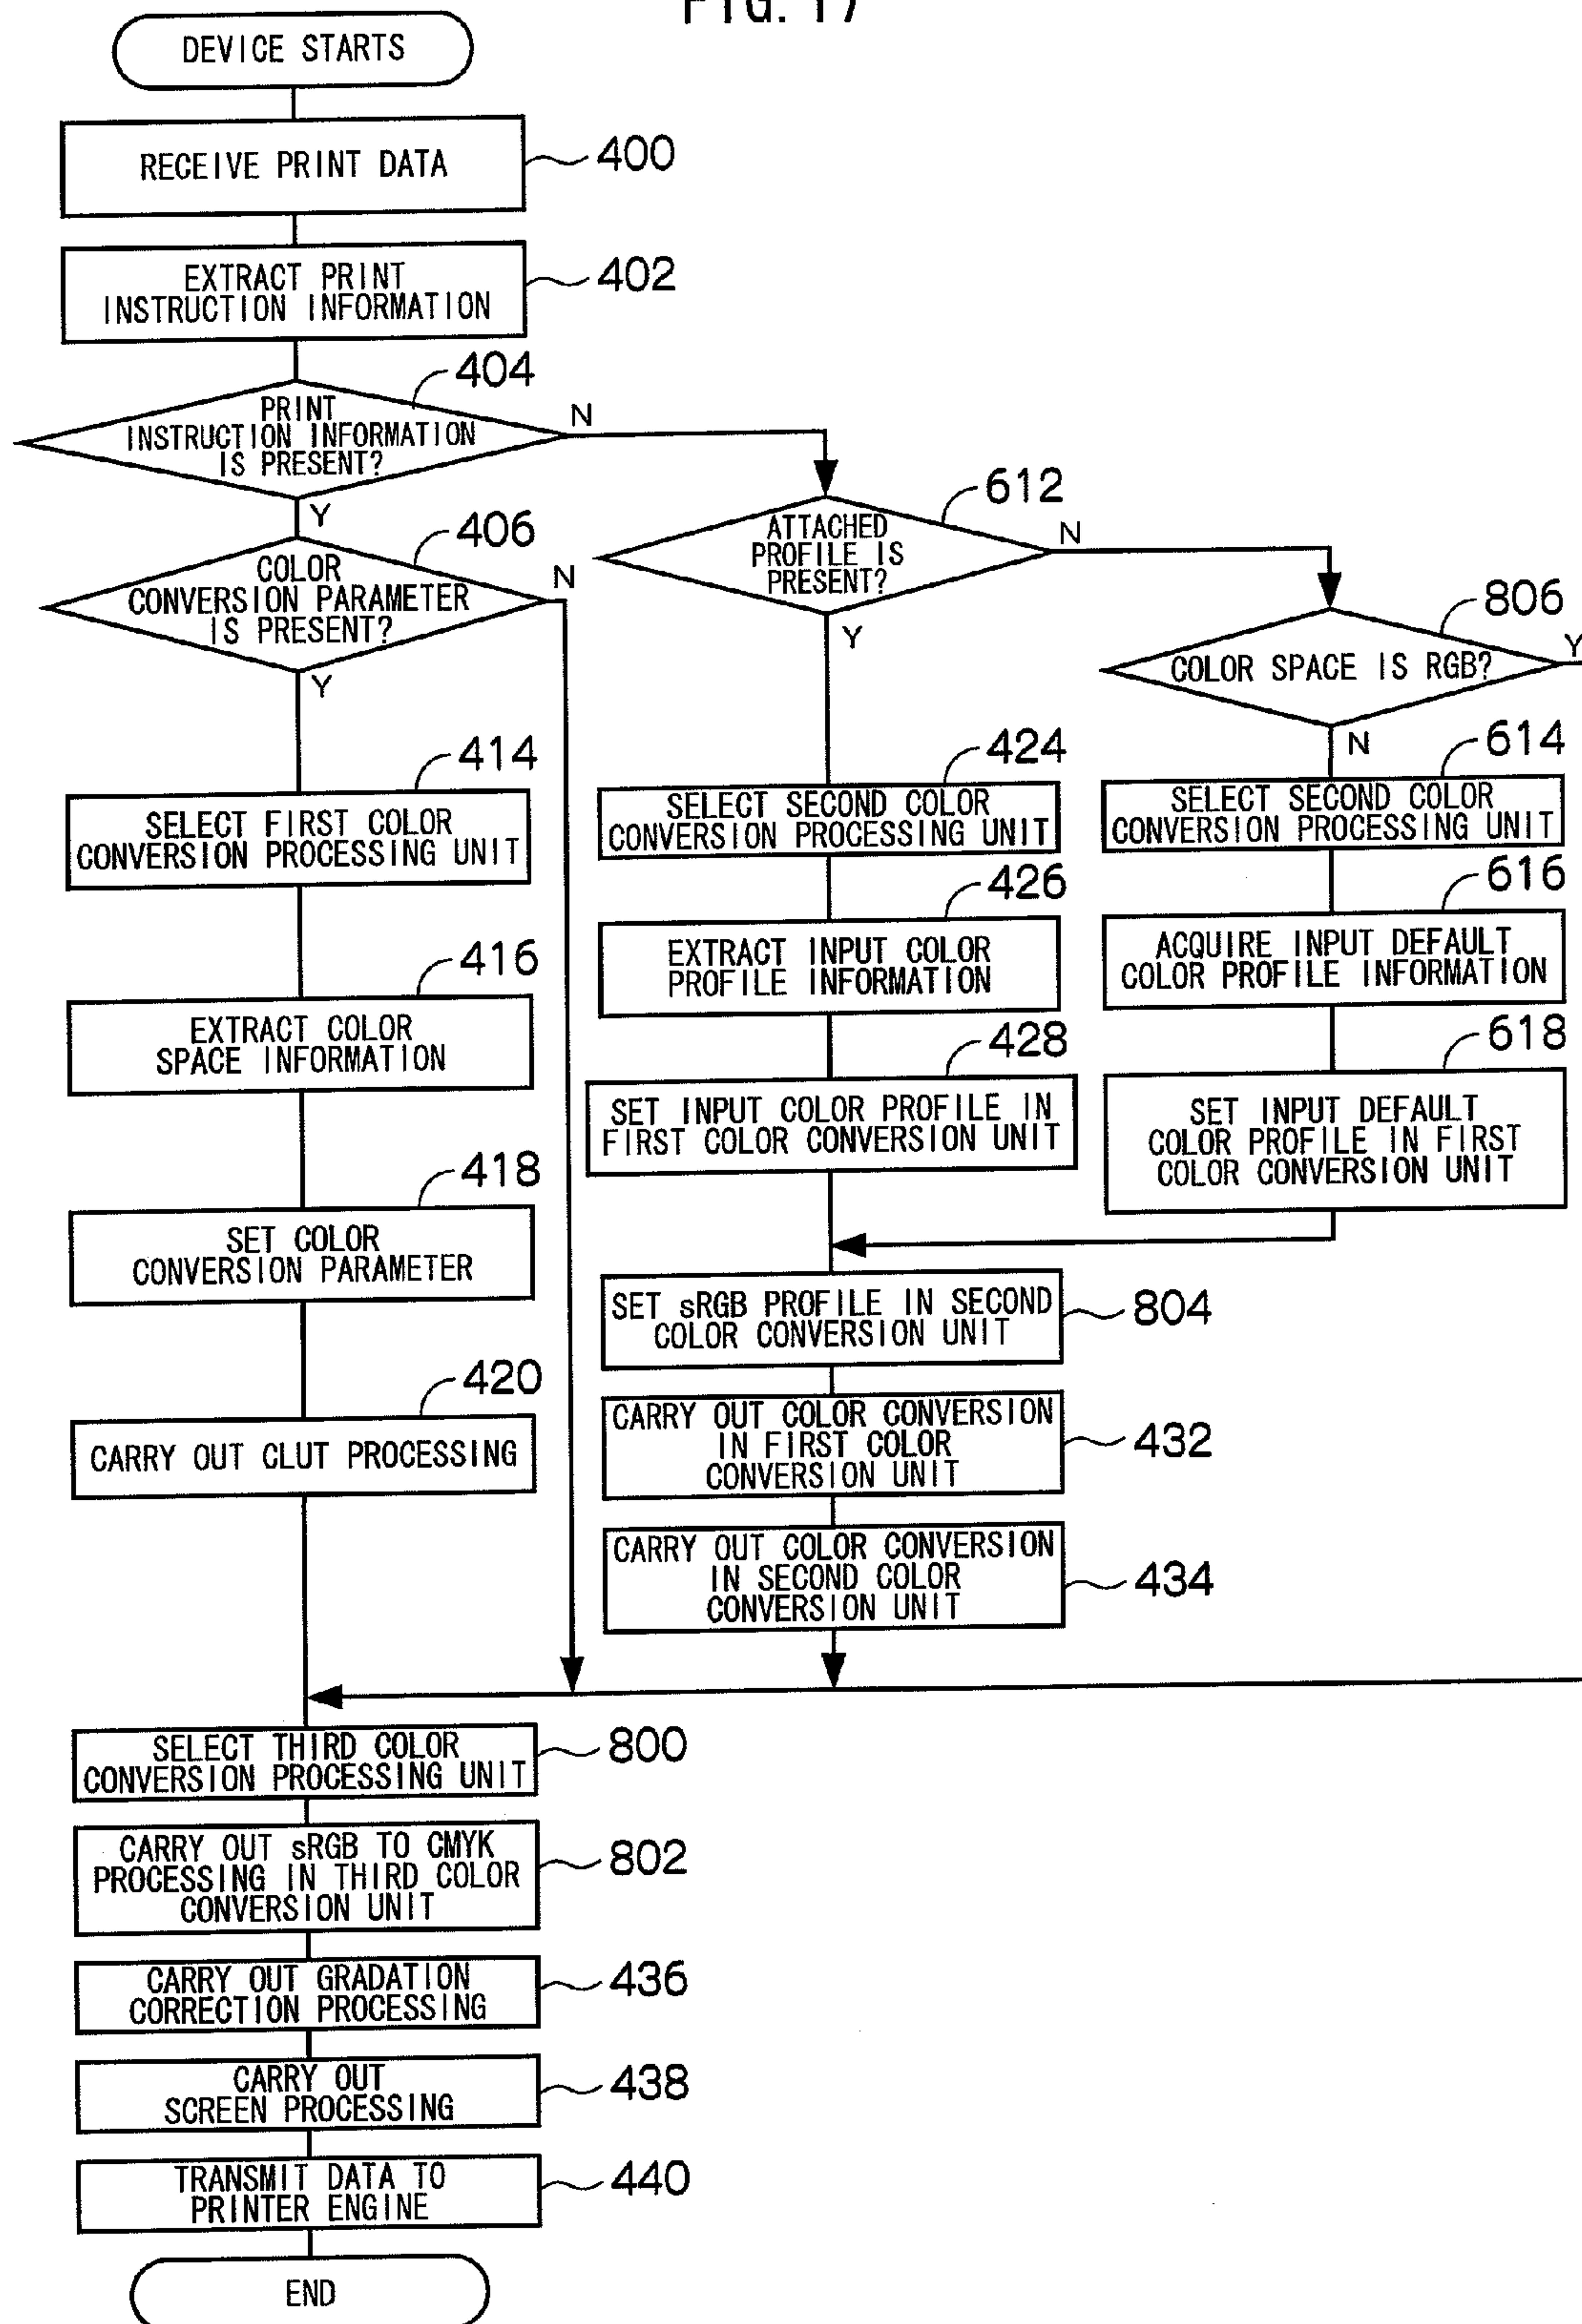 FIG. 17
DEVICE STARTS
RECEIVE PRINT DATA
400
EXTRACT PRINT
INSTRUCTION INFORMATION
402
404
PRINT
INSTRUCTION INFORMATION
IS PRESENT?
N
Y
406
COLOR
CONVERSION PARAMETER
IS PRESENT?
N
Y
612
ATTACHED
PROFILE IS
PRESENT?
N
Y
806
COLOR SPACE IS RGB?
Y
N
414
SELECT FIRST COLOR
CONVERSION PROCESSING UNIT
416
EXTRACT COLOR
SPACE INFORMATION
418
SET COLOR
CONVERSION PARAMETER
420
CARRY OUT CLUT PROCESSING
424
SELECT SECOND COLOR
CONVERSION PROCESSING UNIT
426
EXTRACT INPUT COLOR
PROFILE INFORMATION
428
SET INPUT COLOR PROFILE IN
FIRST COLOR CONVERSION UNIT
614
SELECT SECOND COLOR
CONVERSION PROCESSING UNIT
616
ACQUIRE INPUT DEFAULT
COLOR PROFILE INFORMATION
618
SET INPUT DEFAULT
COLOR PROFILE IN FIRST
COLOR CONVERSION UNIT
SET sRGB PROFILE IN SECOND
COLOR CONVERSION UNIT
804
CARRY OUT COLOR CONVERSION
IN FIRST COLOR
CONVERSION UNIT
432
CARRY OUT COLOR CONVERSION
IN SECOND COLOR
CONVERSION UNIT
434
SELECT THIRD COLOR
CONVERSION PROCESSING UNIT
800
CARRY OUT sRGB TO CMYK
PROCESSING IN THIRD COLOR
CONVERSION UNIT
802
CARRY OUT GRADATION
CORRECTION PROCESSING
436
CARRY OUT
SCREEN PROCESSING
438
TRANSMIT DATA TO
PRINTER ENGINE
440
END